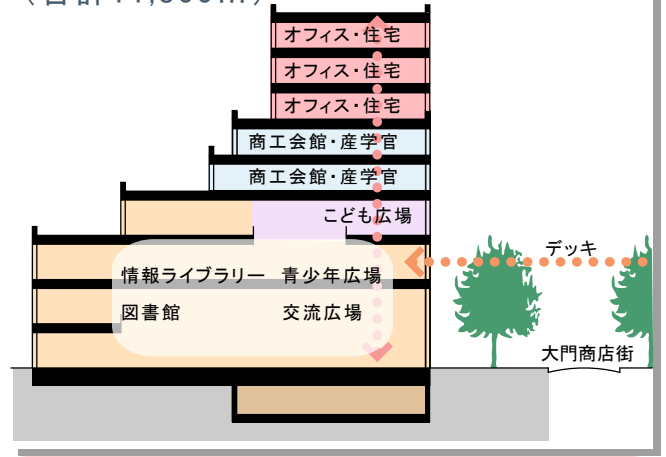 オフィス・住宅
オフィス・住宅
オフィス・住宅
商工会館・産学官
商工会館・産学官
こども広場
デッキ
情報ライブラリー 青少年広場
図書館 交流広場
大門商店街